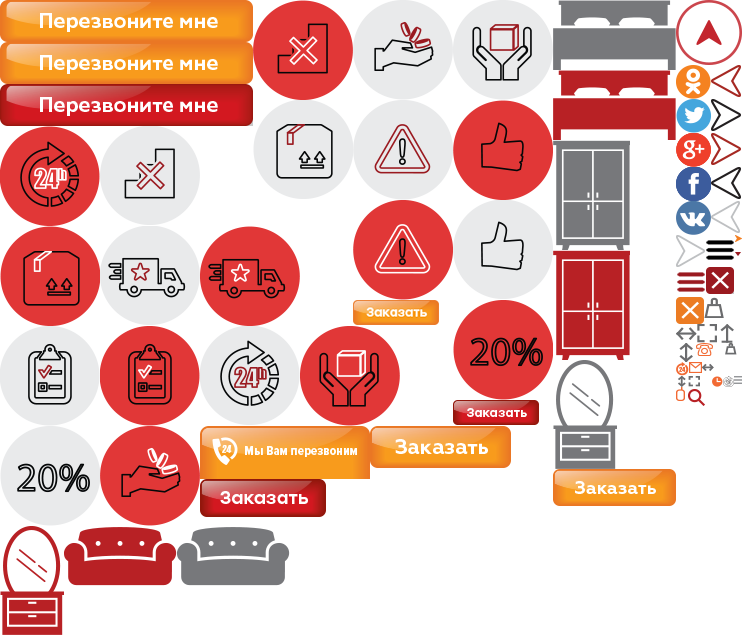 Перезвоните мне
Перезвоните мне
Перезвоните мне
24h
Заказать
20%
24h
Заказать
24
Мы Вам перезвоним
Заказать
20%
Заказать
Заказать
g+
f
24